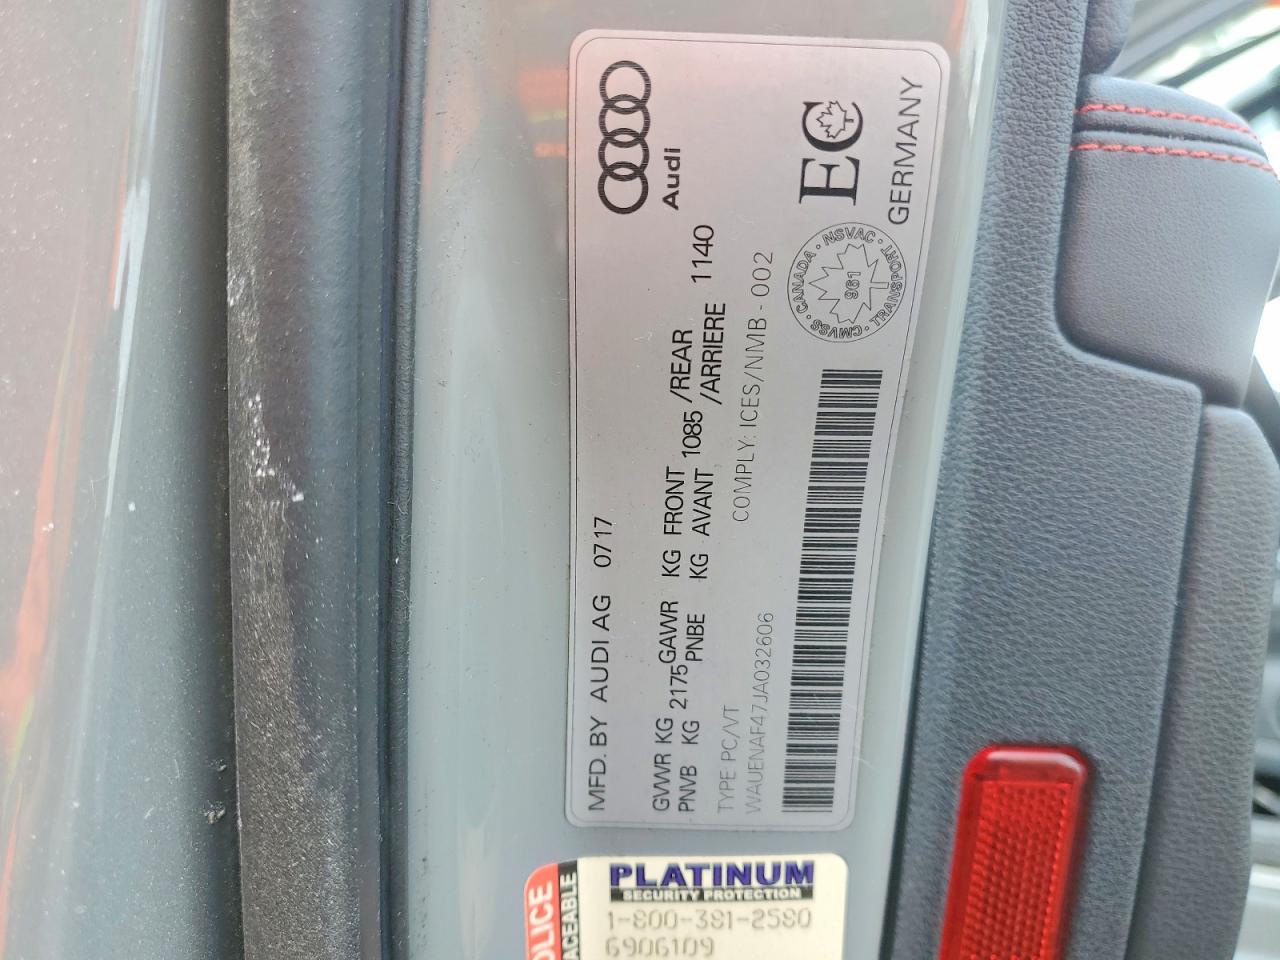 Audi
MFD. BY AUDI AG 0717
GVWR KG 2175 GAWR KG FRONT 1085 /REAR 1140
PNVB KG PNBE KG AVANT /ARRIERE
TYPE PC/VT COMPLY: ICES/NMB - 002
WAUENAF47JA032606
EC
CANADA · NSVAC · TRANSPORT · CMVSS ·
961
GERMANY
OLICE
ACEABLE
PLATINUM
SECURITY PROTECTION
1-800-381-2580
6906109